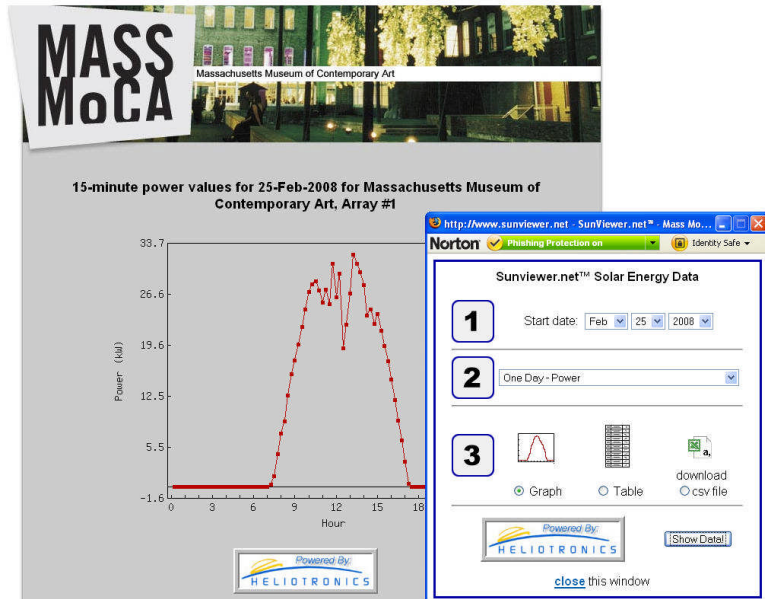 MASS
MoCA
Massachusetts Museum of Contemporary Art
15-minute power values for 25-Feb-2008 for Massachusetts Museum of
Contemporary Art, Array #1
33.7
26.6
19.6
12.5
5.5
-1.6
Power (kW)
0 3 6 9 12 15 18
Hour
Powered By:
HELIOTRONICS
http://www.sunviewer.net - SunViewer.net™ - Mass Mo...
Norton Phishing Protection on Identity Safe
Sunviewer.net™ Solar Energy Data
1 Start date: Feb 25 2008
2 One Day - Power
3
a,
download
Graph Table csv file
Powered By:
HELIOTRONICS
Show Data!
close this window